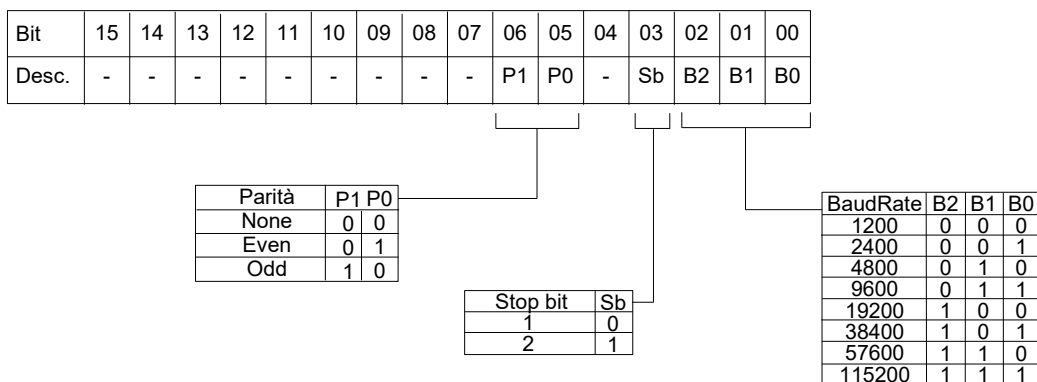 Bit 15 14 13 12 11 10 09 08 07 06 05 04 03 02 01 00
Desc. - - - - - - - - - P1 P0 - Sb B2 B1 B0
Parità P1 P0
None 0 0
Even 0 1
Odd 1 0
Stop bit Sb
1 0
2 1
BaudRate B2 B1 B0
1200 0 0 0
2400 0 0 1
4800 0 1 0
9600 0 1 1
19200 1 0 0
38400 1 0 1
57600 1 1 0
115200 1 1 1